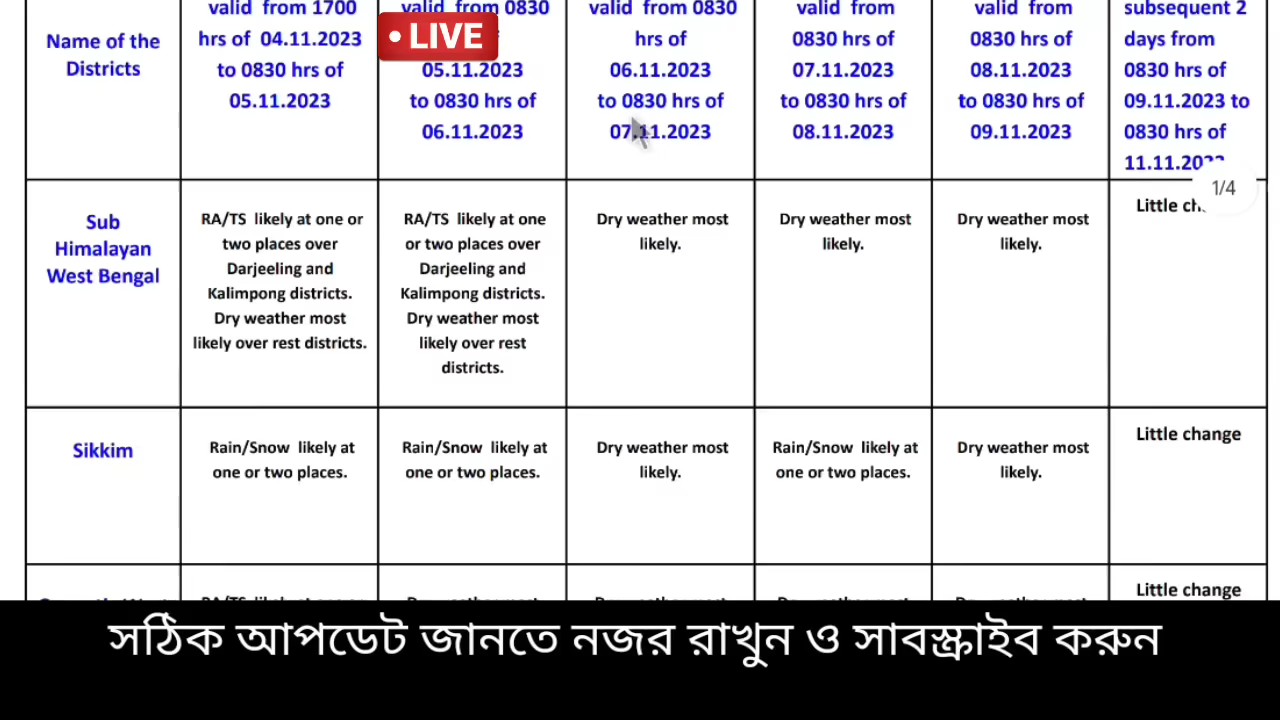 Name of the
Districts
valid from 1700
hrs of 04.11.2023
to 0830 hrs of
05.11.2023
valid from 0830
05.11.2023
to 0830 hrs of
06.11.2023
valid from 0830
hrs of
06.11.2023
to 0830 hrs of
07.11.2023
valid from
0830 hrs of
07.11.2023
to 0830 hrs of
08.11.2023
valid from
0830 hrs of
08.11.2023
to 0830 hrs of
09.11.2023
subsequent 2
days from
0830 hrs of
09.11.2023 to
0830 hrs of
LIVE
1/4
Sub
Himalayan
West Bengal
RA/TS likely at one or
two places over
Darjeeling and
Kalimpong districts.
Dry weather most
likely over rest districts.
RA/TS likely at one
or two places over
Darjeeling and
Kalimpong districts.
Dry weather most
likely over rest
districts.
Dry weather most
likely.
Dry weather most
likely.
Dry weather most
likely.
Little
Sikkim
Rain/Snow likely at
one or two places.
Rain/Snow likely at
one or two places.
Dry weather most
likely.
Rain/Snow likely at
one or two places.
Dry weather most
likely.
Little change
Little change
সঠিক আপডেট জানতে নজর রাখুন ও সাবস্ক্রাইব করুন